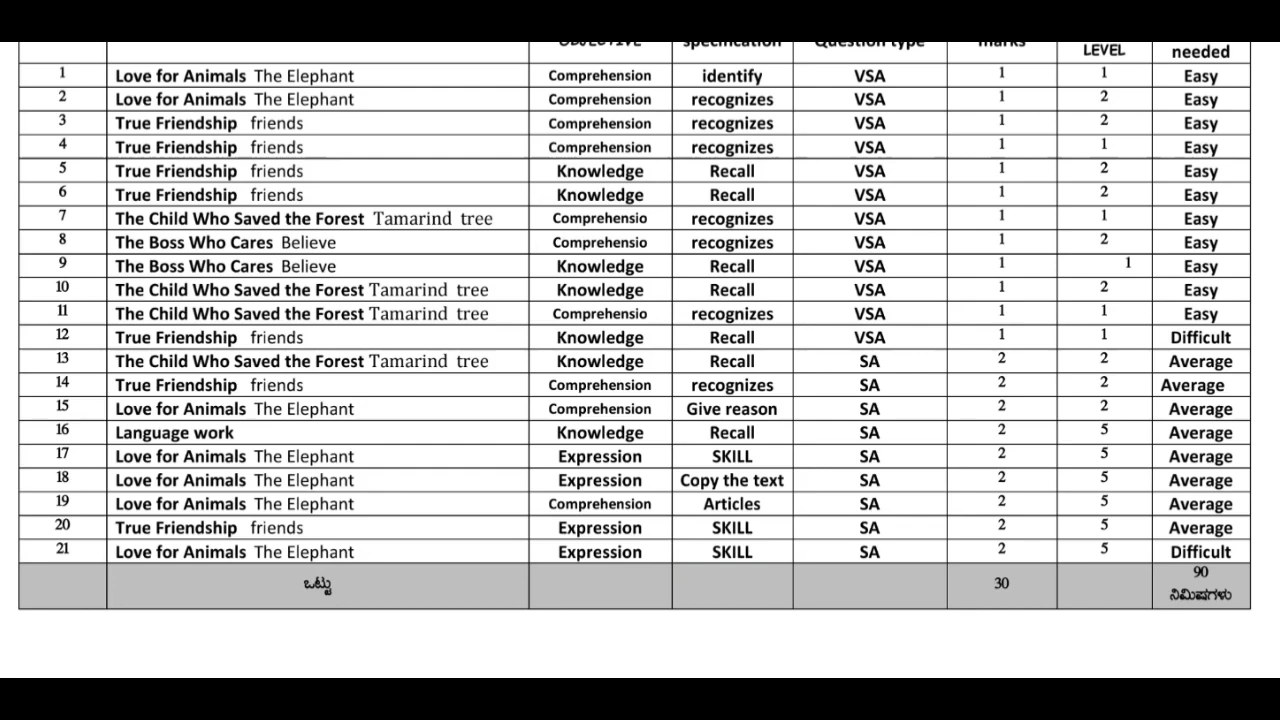 OBJECTIVE specification Question type marks LEVEL needed
1 Love for Animals The Elephant Comprehension identify VSA 1 1 Easy
2 Love for Animals The Elephant Comprehension recognizes VSA 1 2 Easy
3 True Friendship friends Comprehension recognizes VSA 1 2 Easy
4 True Friendship friends Comprehension recognizes VSA 1 1 Easy
5 True Friendship friends Knowledge Recall VSA 1 2 Easy
6 True Friendship friends Knowledge Recall VSA 1 2 Easy
7 The Child Who Saved the Forest Tamarind tree Comprehensio recognizes VSA 1 1 Easy
8 The Boss Who Cares Believe Comprehensio recognizes VSA 1 2 Easy
9 The Boss Who Cares Believe Knowledge Recall VSA 1 1 Easy
10 The Child Who Saved the Forest Tamarind tree Knowledge Recall VSA 1 2 Easy
11 The Child Who Saved the Forest Tamarind tree Comprehensio recognizes VSA 1 1 Easy
12 True Friendship friends Knowledge Recall VSA 1 1 Difficult
13 The Child Who Saved the Forest Tamarind tree Knowledge Recall SA 2 2 Average
14 True Friendship friends Comprehension recognizes SA 2 2 Average
15 Love for Animals The Elephant Comprehension Give reason SA 2 2 Average
16 Language work Knowledge Recall SA 2 5 Average
17 Love for Animals The Elephant Expression SKILL SA 2 5 Average
18 Love for Animals The Elephant Expression Copy the text SA 2 5 Average
19 Love for Animals The Elephant Comprehension Articles SA 2 5 Average
20 True Friendship friends Expression SKILL SA 2 5 Average
21 Love for Animals The Elephant Expression SKILL SA 2 5 Difficult
ಒಟ್ಟು 30 90 ನಿಮಿಷಗಳು